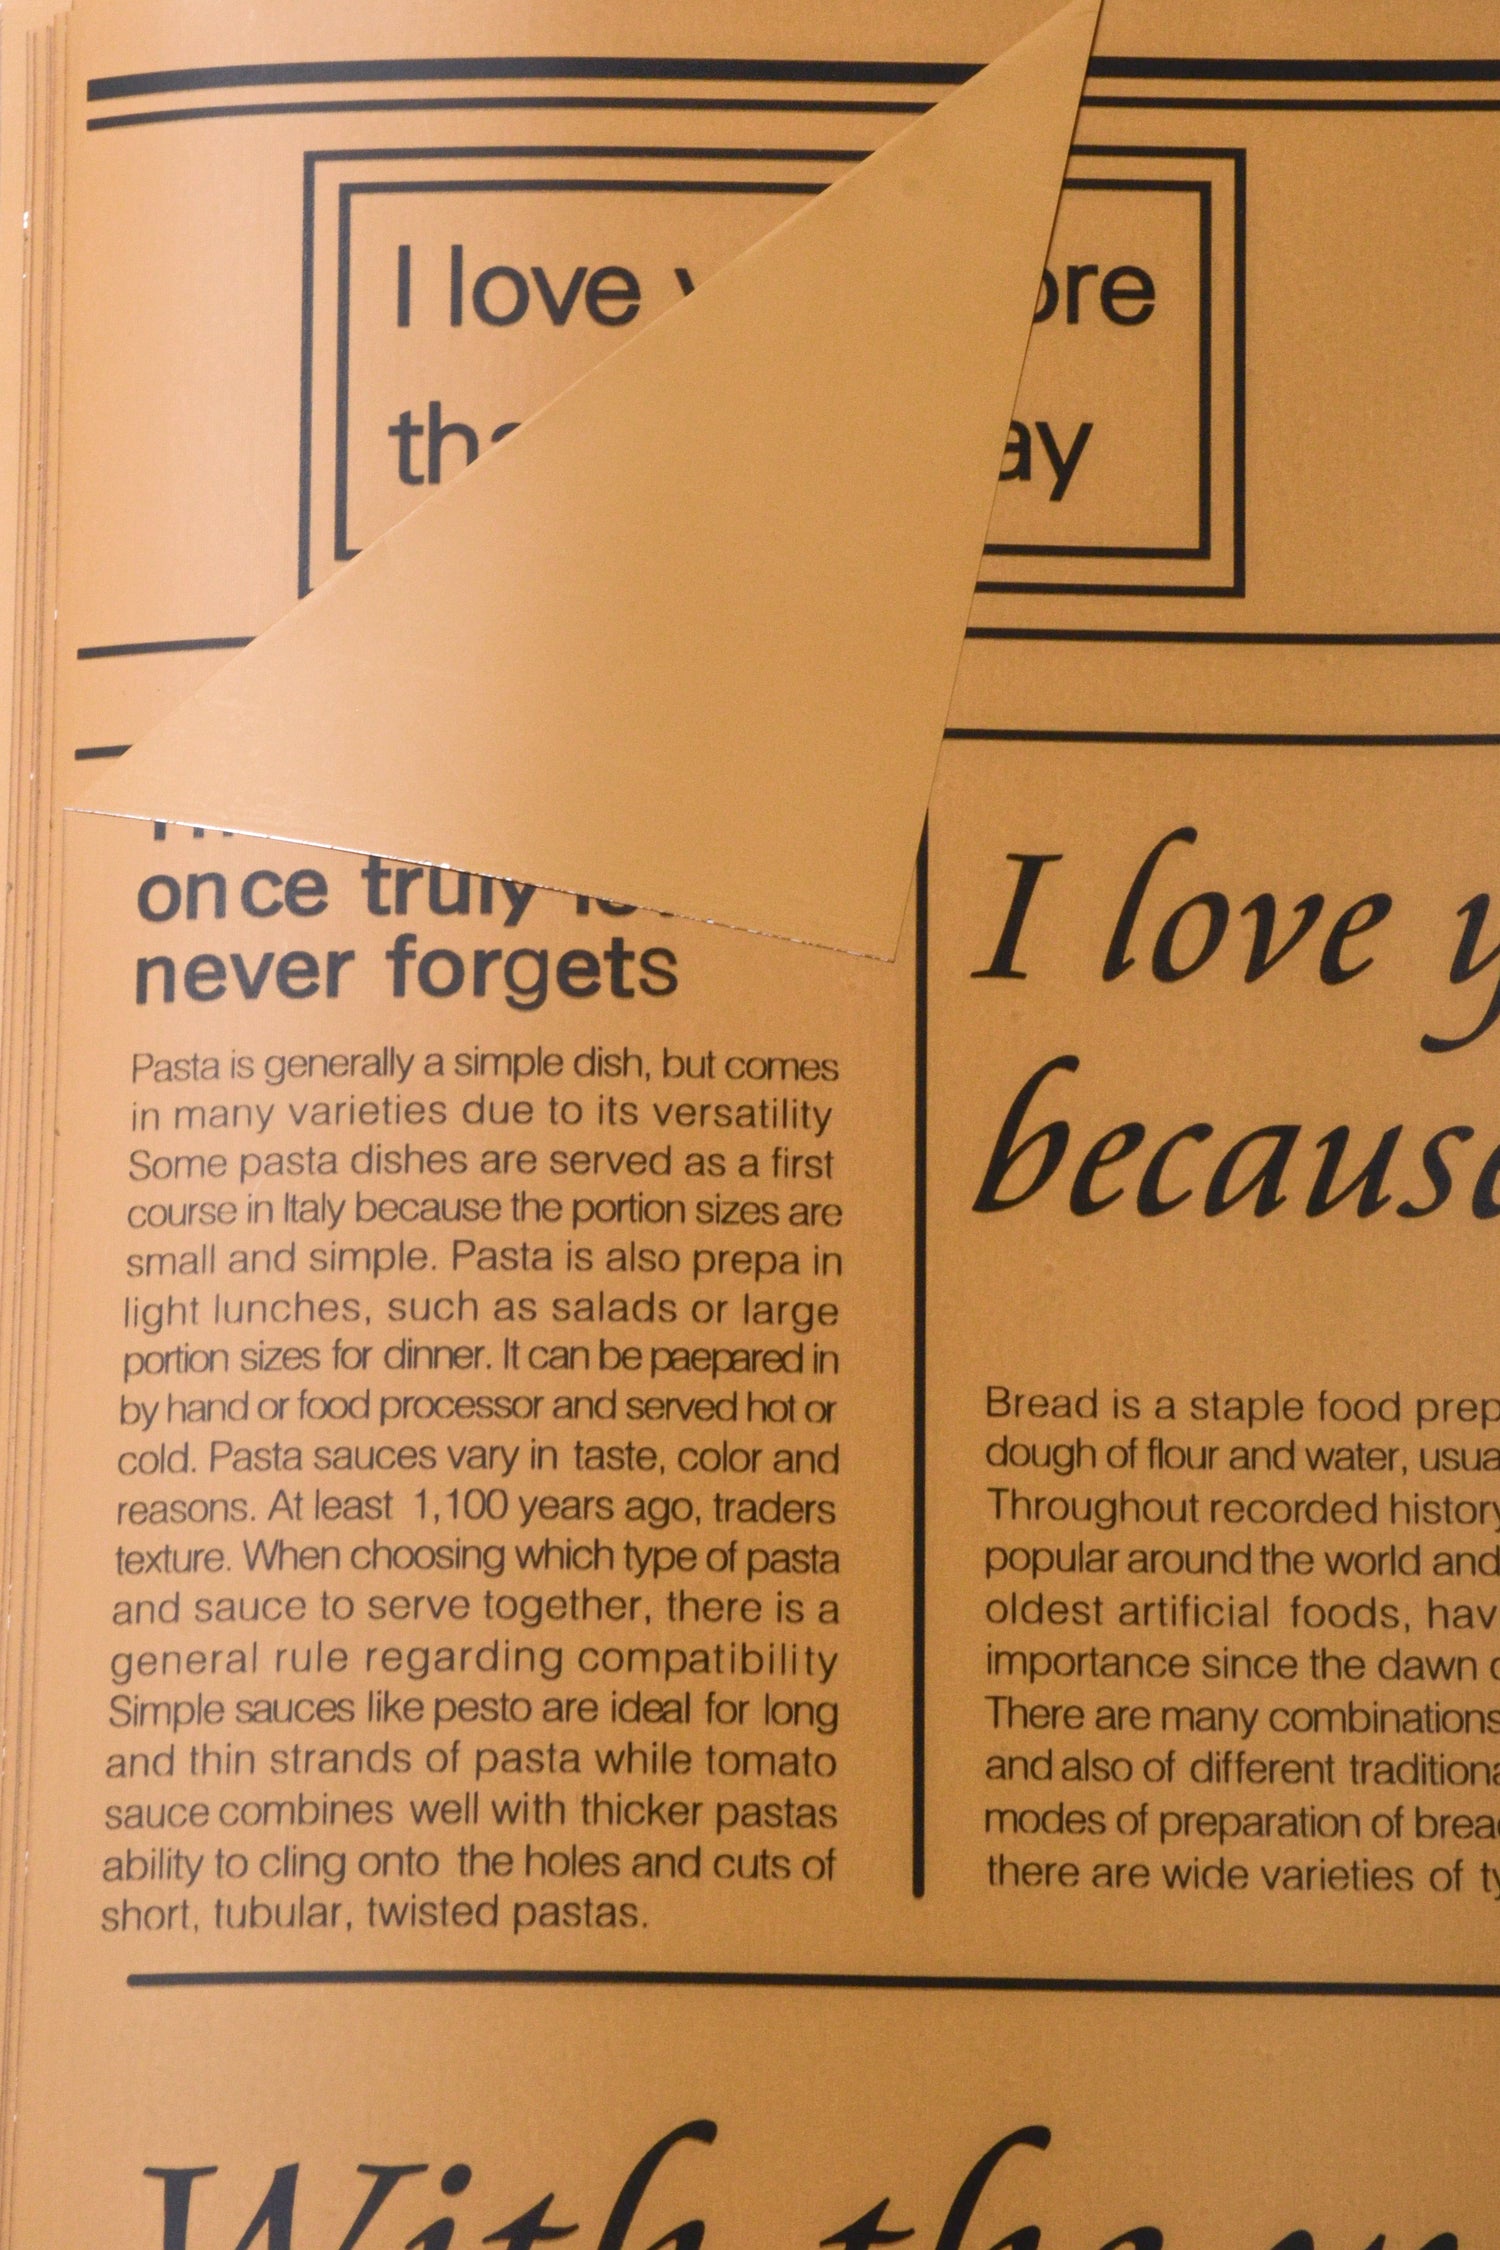 I love
ore
ay
once truly
never forgets
Pasta is generally a simple dish, but comes
in many varieties due to its versatility
Some pasta dishes are served as a first
course in Italy because the portion sizes are
small and simple. Pasta is also prepa in
light lunches, such as salads or large
portion sizes for dinner. It can be paepared in
by hand or food processor and served hot or
cold. Pasta sauces vary in taste, color and
reasons. At least 1,100 years ago, traders
texture. When choosing which type of pasta
and sauce to serve together, there is a
general rule regarding compatibility
Simple sauces like pesto are ideal for long
and thin strands of pasta while tomato
sauce combines well with thicker pastas
ability to cling onto the holes and cuts of
short, tubular, twisted pastas.
I love y
becaus
Bread is a staple food prep
dough of flour and water, usua
Throughout recorded history
popular around the world and
oldest artificial foods, hav
importance since the dawn
There are many combinations
and also of different traditiona
modes of preparation of brea
there are wide varieties of ty
With the